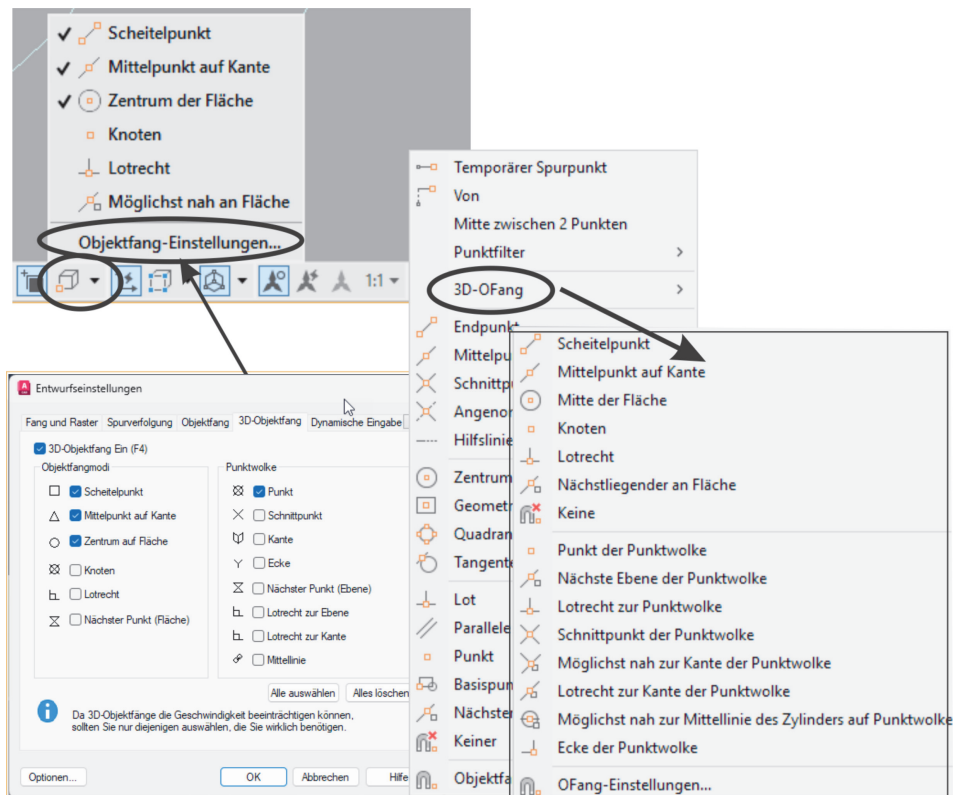 Scheitelpunkt
Mittelpunkt auf Kante
Zentrum der Fläche
Knoten
Lotrecht
Möglichst nah an Fläche
Objektfang-Einstellungen...
1:1
Temporärer Spurpunkt
Von
Mitte zwischen 2 Punkten
Punktfilter
3D-OFang
Endpunkt
Mittelpu
Schnittp
Angenor
Hilfslinie
Zentrum
Geometr
Quadran
Tangente
Lot
Parallele
Punkt
Basispun
Nächster
Keiner
Objektfa
Scheitelpunkt
Mittelpunkt auf Kante
Mitte der Fläche
Knoten
Lotrecht
Nächstliegender an Fläche
Keine
Punkt der Punktwolke
Nächste Ebene der Punktwolke
Lotrecht zur Punktwolke
Schnittpunkt der Punktwolke
Möglichst nah zur Kante der Punktwolke
Lotrecht zur Kante der Punktwolke
Möglichst nah zur Mittellinie des Zylinders auf Punktwolke
Ecke der Punktwolke
OFang-Einstellungen...
Entwurfseinstellungen
Fang und Raster Spurverfolgung Objektfang 3D-Objektfang Dynamische Eingabe
3D-Objektfang Ein (F4)
Objektfangmodi
Scheitelpunkt
Mittelpunkt auf Kante
Zentrum auf Fläche
Knoten
Lotrecht
Nächster Punkt (Fläche)
Punktwolke
Punkt
Schnittpunkt
Kante
Ecke
Nächster Punkt (Ebene)
Lotrecht zur Ebene
Lotrecht zur Kante
Mittellinie
Alle auswählen Alles löschen
Da 3D-Objektfänge die Geschwindigkeit beeinträchtigen können,
sollten Sie nur diejenigen auswählen, die Sie wirklich benötigen.
Optionen... OK Abbrechen Hilfe